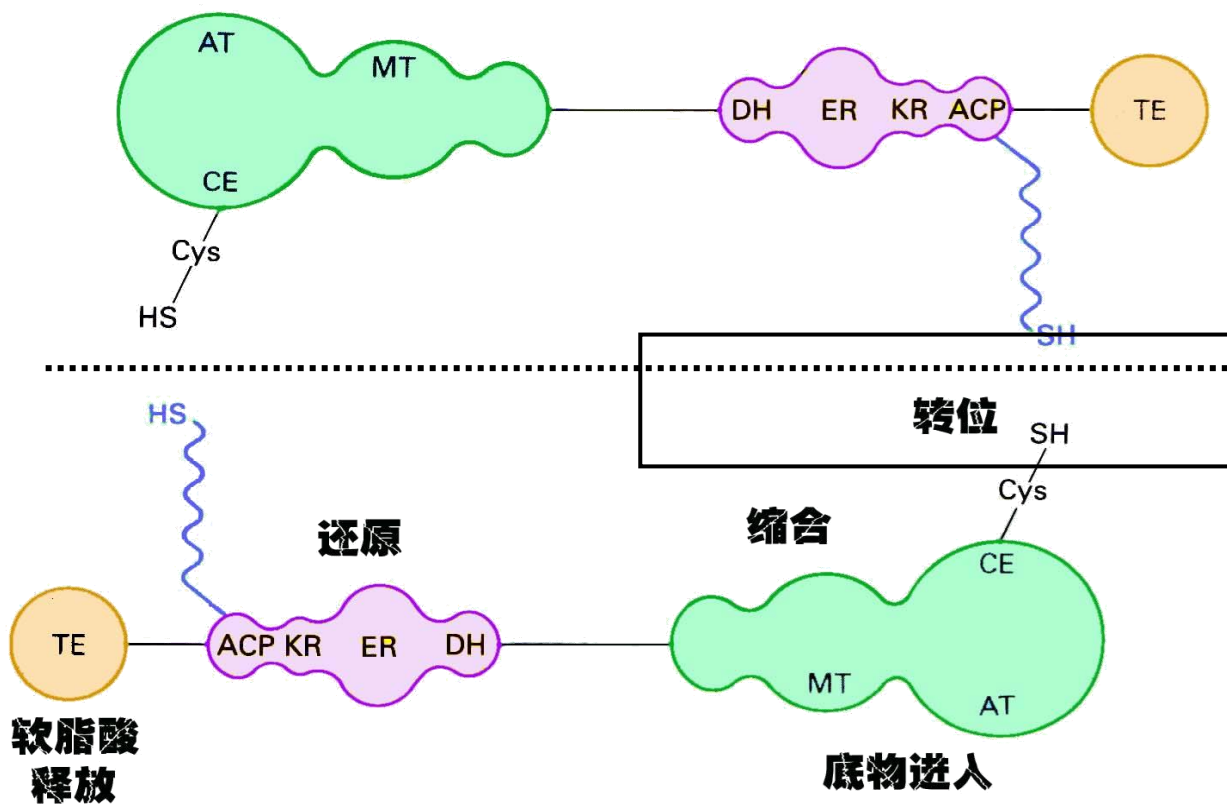 AT
MT
DH ER KR ACP
TE
CE
Cys
HS
SH
HS
转位
SH
Cys
还原
缩合
CE
TE
ACP KR ER DH
MT
AT
软脂酸
释放
底物进入